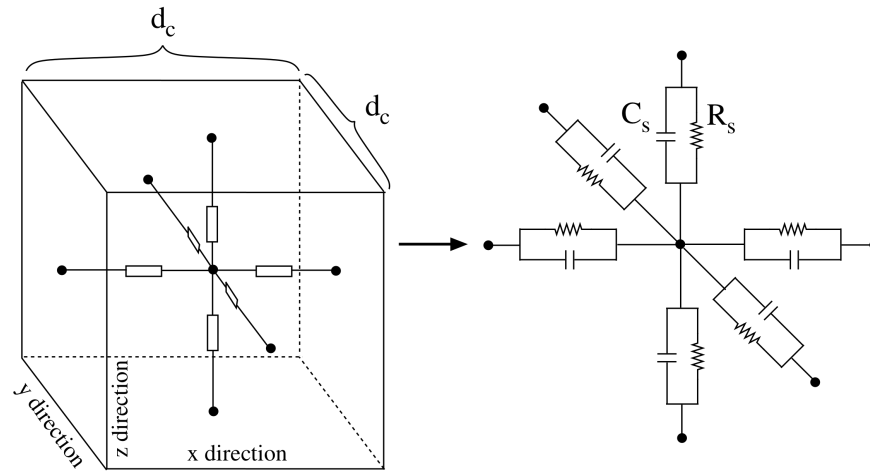 d_c
d_c
C_s
R_s
y direction
z direction
x direction